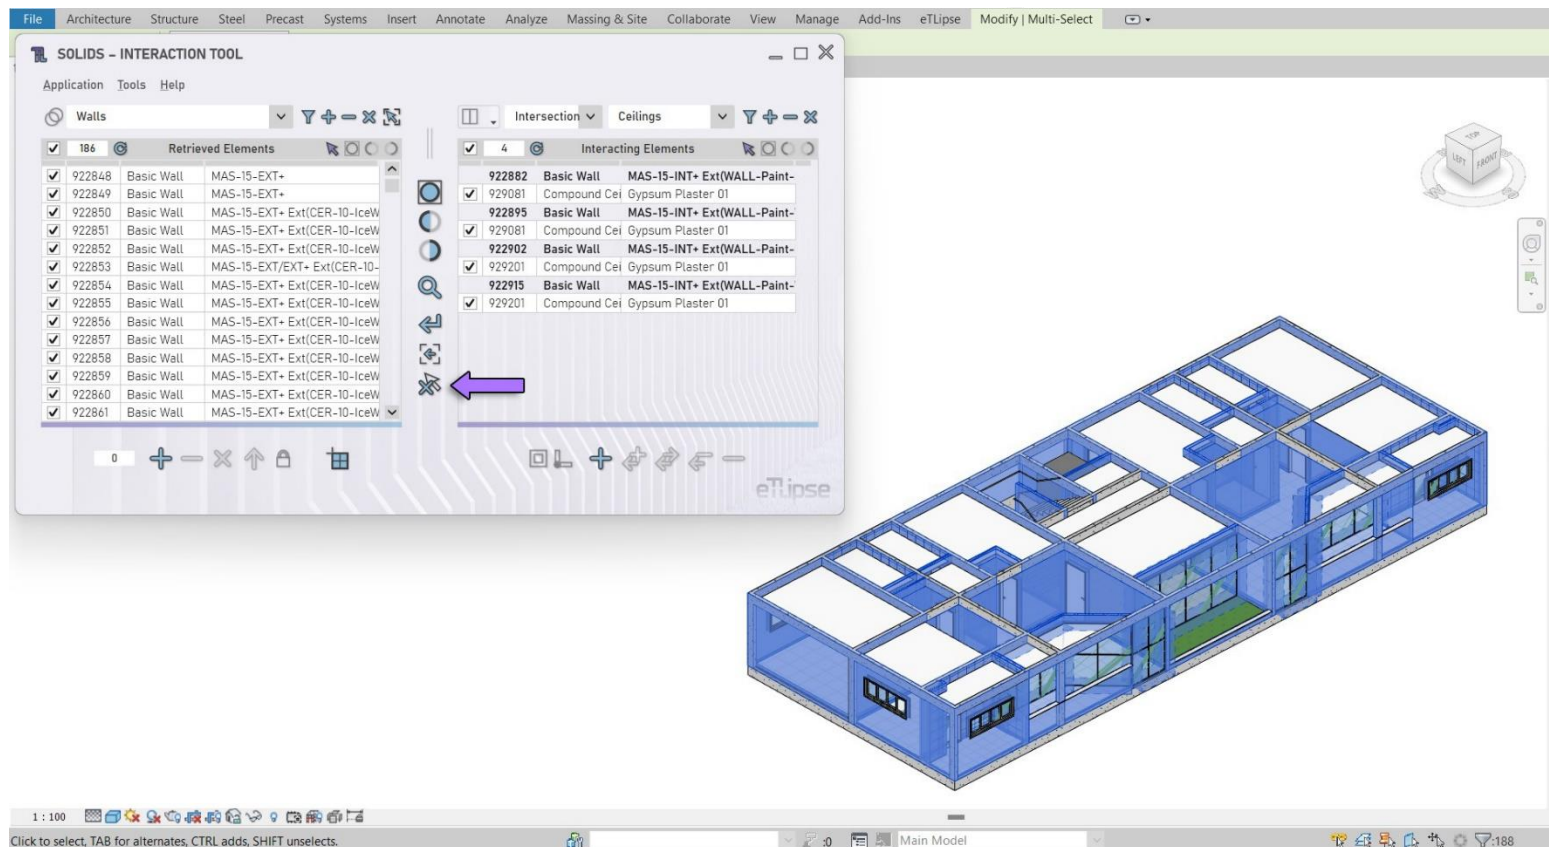 File Architecture Structure Steel Precast Systems Insert Annotate Analyze Massing & Site Collaborate View Manage Add-Ins eTLipse Modify | Multi-Select
SOLIDS – INTERACTION TOOL
Application Tools Help
Walls
Intersection Ceilings
186 Retrieved Elements
4 Interacting Elements
922848 Basic Wall MAS-15-EXT+
922849 Basic Wall MAS-15-EXT+
922850 Basic Wall MAS-15-EXT+ Ext(CER-10-IceW
922851 Basic Wall MAS-15-EXT+ Ext(CER-10-IceW
922852 Basic Wall MAS-15-EXT+ Ext(CER-10-IceW
922853 Basic Wall MAS-15-EXT/EXT+ Ext(CER-10-
922854 Basic Wall MAS-15-EXT+ Ext(CER-10-IceW
922855 Basic Wall MAS-15-EXT+ Ext(CER-10-IceW
922856 Basic Wall MAS-15-EXT+ Ext(CER-10-IceW
922857 Basic Wall MAS-15-EXT+ Ext(CER-10-IceW
922858 Basic Wall MAS-15-EXT+ Ext(CER-10-IceW
922859 Basic Wall MAS-15-EXT+ Ext(CER-10-IceW
922860 Basic Wall MAS-15-EXT+ Ext(CER-10-IceW
922861 Basic Wall MAS-15-EXT+ Ext(CER-10-IceW
922882 Basic Wall MAS-15-INT+ Ext(WALL-Paint-
929081 Compound Cei Gypsum Plaster 01
922895 Basic Wall MAS-15-INT+ Ext(WALL-Paint-
929081 Compound Cei Gypsum Plaster 01
922902 Basic Wall MAS-15-INT+ Ext(WALL-Paint-
929201 Compound Cei Gypsum Plaster 01
922915 Basic Wall MAS-15-INT+ Ext(WALL-Paint-
929201 Compound Cei Gypsum Plaster 01
0
eTLipse
TOP
LEFT FRONT
1 : 100
Click to select, TAB for alternates, CTRL adds, SHIFT unselects.
:0 Main Model
:188